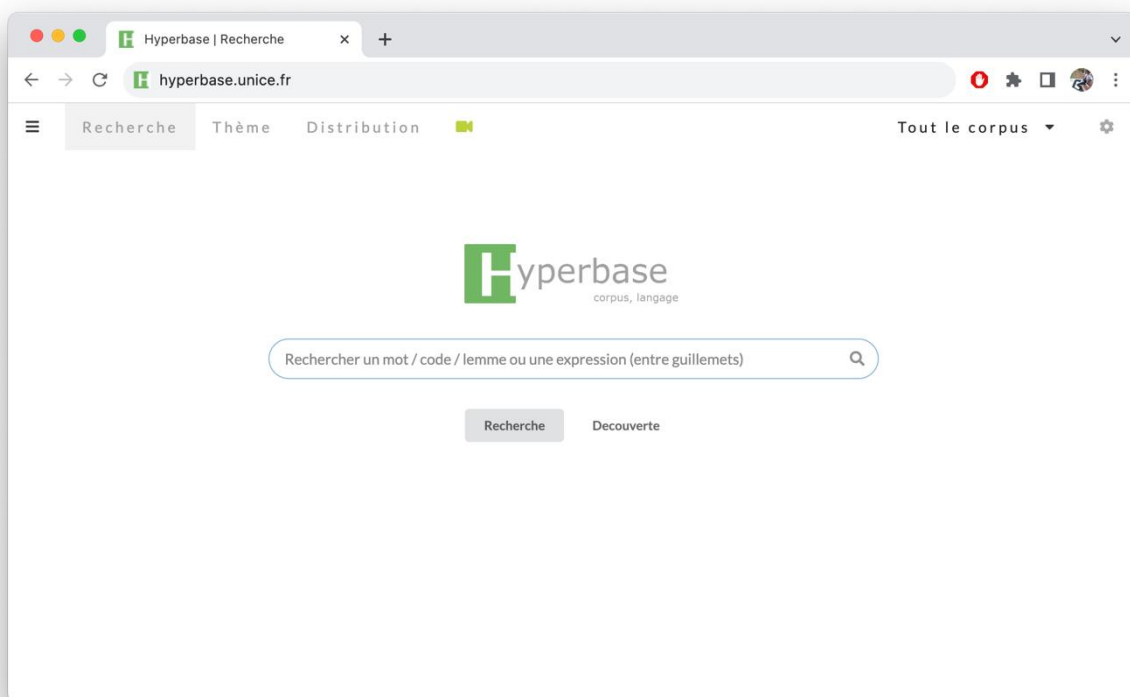 Hyperbase | Recherche
hyperbase.unice.fr
Recherche Thème Distribution Tout le corpus
Hyperbase
corpus, langage
Rechercher un mot / code / lemme ou une expression (entre guillemets)
Recherche Decouverte